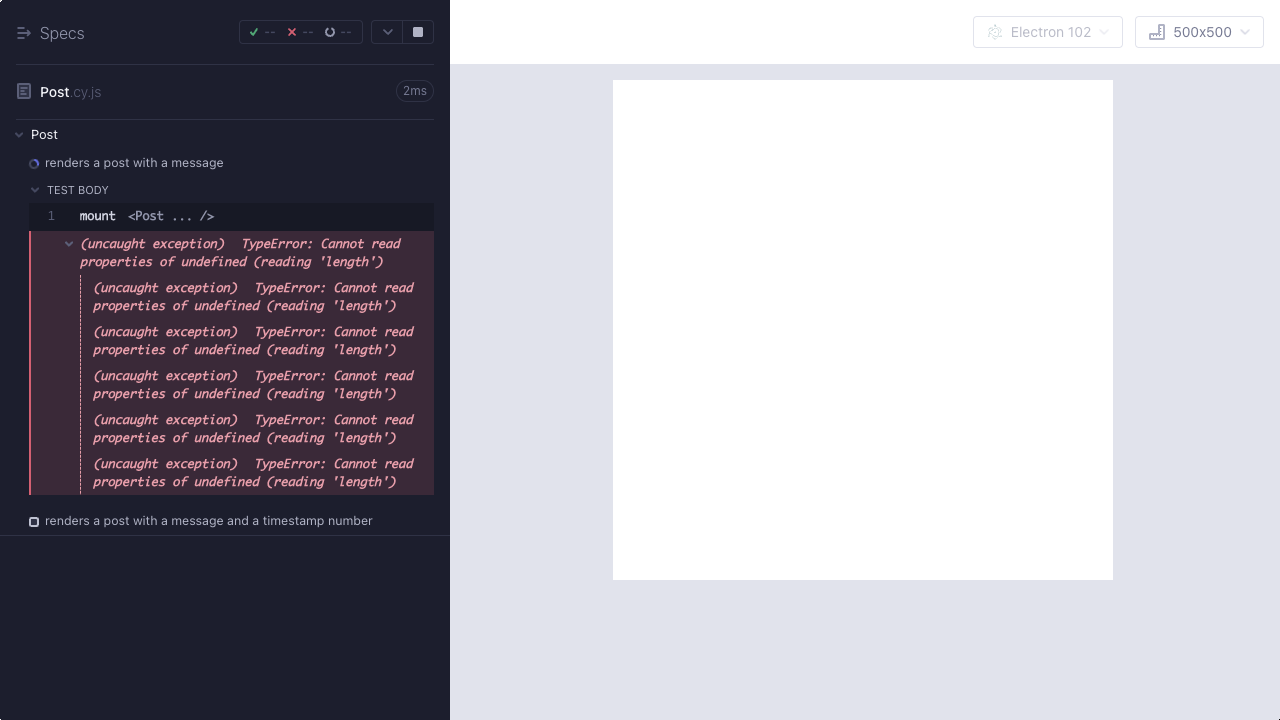 Specs
-- -- --
Electron 102
500x500
Post.cy.js
2ms
Post
renders a post with a message
TEST BODY
1 mount <Post ... />
(uncaught exception) TypeError: Cannot read
properties of undefined (reading 'length')
(uncaught exception) TypeError: Cannot read
properties of undefined (reading 'length')
(uncaught exception) TypeError: Cannot read
properties of undefined (reading 'length')
(uncaught exception) TypeError: Cannot read
properties of undefined (reading 'length')
(uncaught exception) TypeError: Cannot read
properties of undefined (reading 'length')
(uncaught exception) TypeError: Cannot read
properties of undefined (reading 'length')
renders a post with a message and a timestamp number